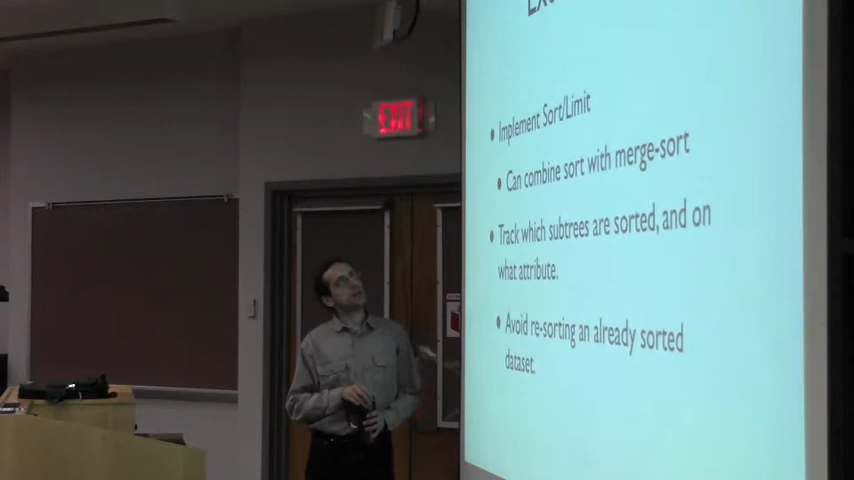 EXIT
• Implement Sort/Limit
• Can combine sort with merge-sort
• Track which subtrees are sorted, and on
what attribute.
• Avoid re-sorting an already sorted
dataset.